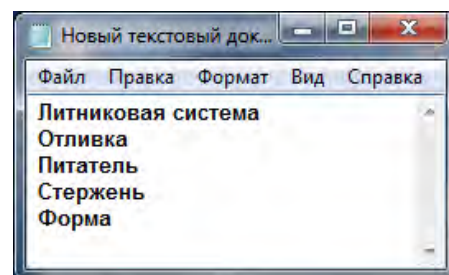 Новый текстовый док...
Файл Правка Формат Вид Справка
Литниковая система
Отливка
Питатель
Стержень
Форма